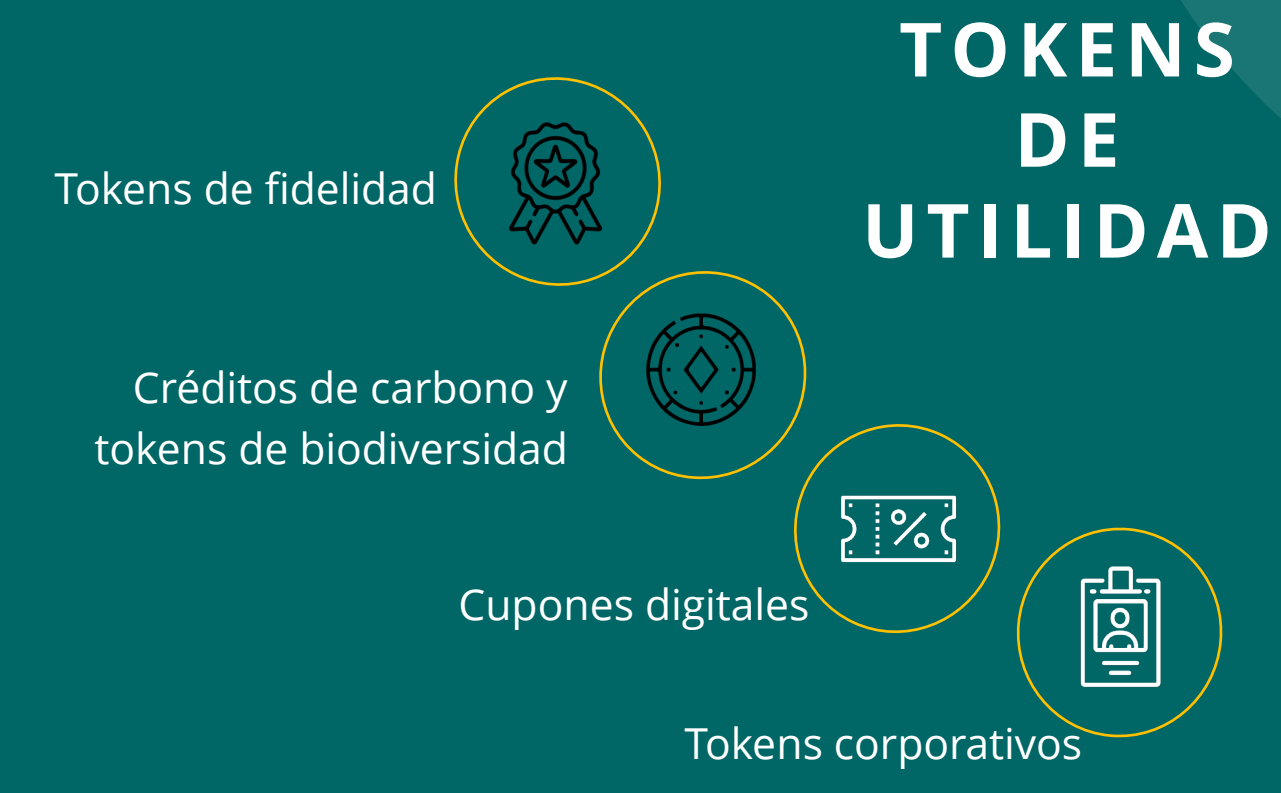 TOKENS
DE
UTILIDAD
Tokens de fidelidad
Créditos de carbono y
tokens de biodiversidad
%
Cupones digitales
Tokens corporativos